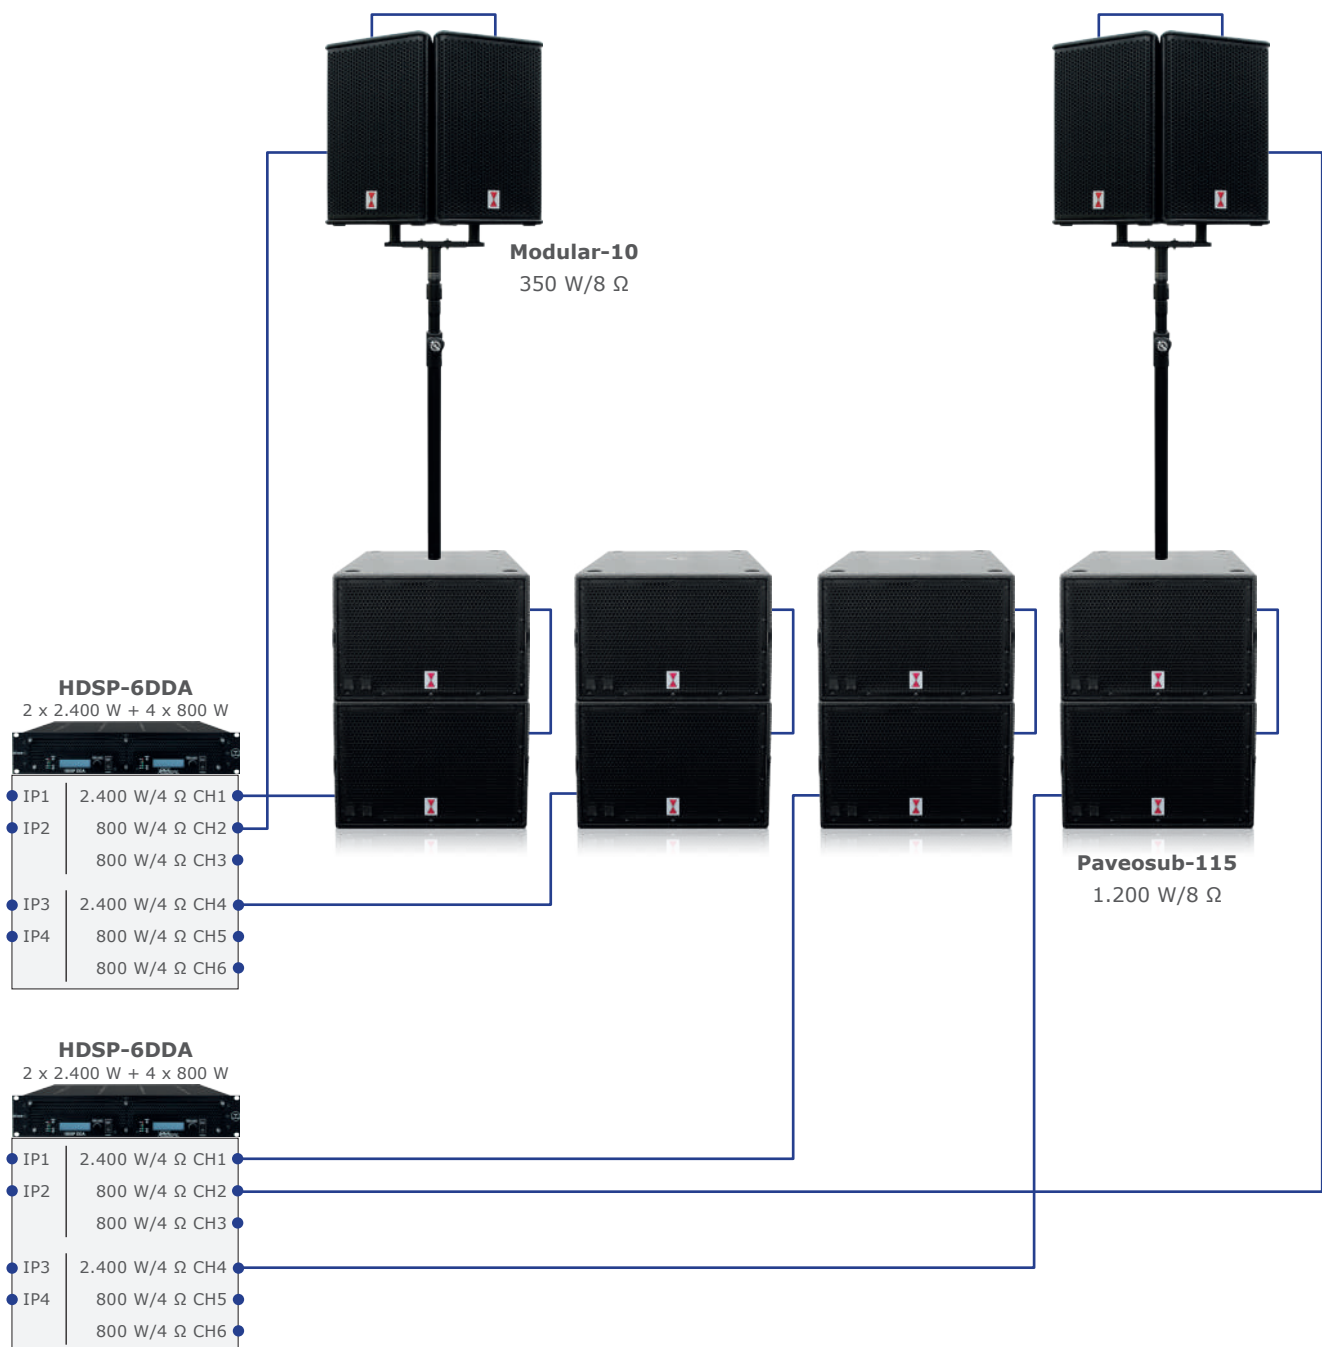 Modular-10
350 W/8 Ω
HDSP-6DDA
2 x 2.400 W + 4 x 800 W
IP1 2.400 W/4 Ω CH1
IP2 800 W/4 Ω CH2
800 W/4 Ω CH3
IP3 2.400 W/4 Ω CH4
IP4 800 W/4 Ω CH5
800 W/4 Ω CH6
Paveosub-115
1.200 W/8 Ω
HDSP-6DDA
2 x 2.400 W + 4 x 800 W
IP1 2.400 W/4 Ω CH1
IP2 800 W/4 Ω CH2
800 W/4 Ω CH3
IP3 2.400 W/4 Ω CH4
IP4 800 W/4 Ω CH5
800 W/4 Ω CH6